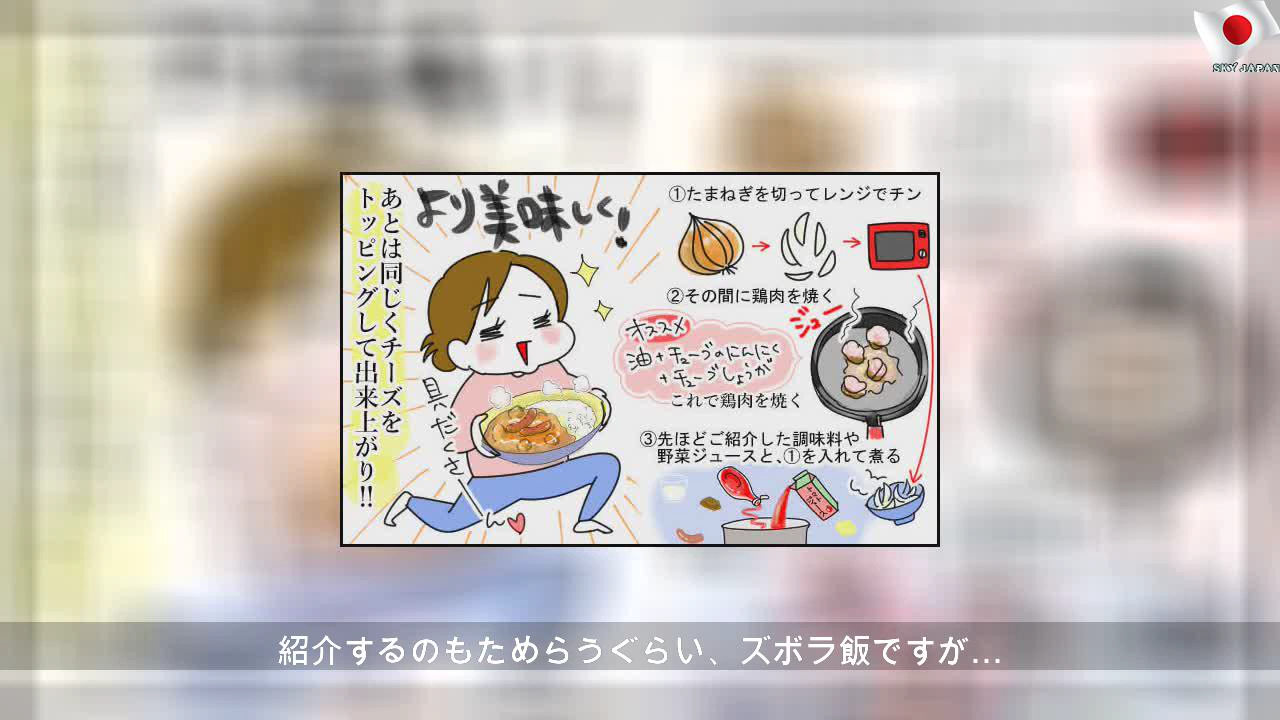 SKY JAPAN
より美味しく!
あとは同じくチーズを
トッピングして出来上がり!!
具だくさーん
①たまねぎを切ってレンジでチン
②その間に鶏肉を焼く
ジュー
オススメ
油+チューブのにんにく
+チューブしょうが
これで鶏肉を焼く
③先ほどご紹介した調味料や
野菜ジュースと、①を入れて煮る
紹介するのもためらうぐらい、ズボラ飯ですが…